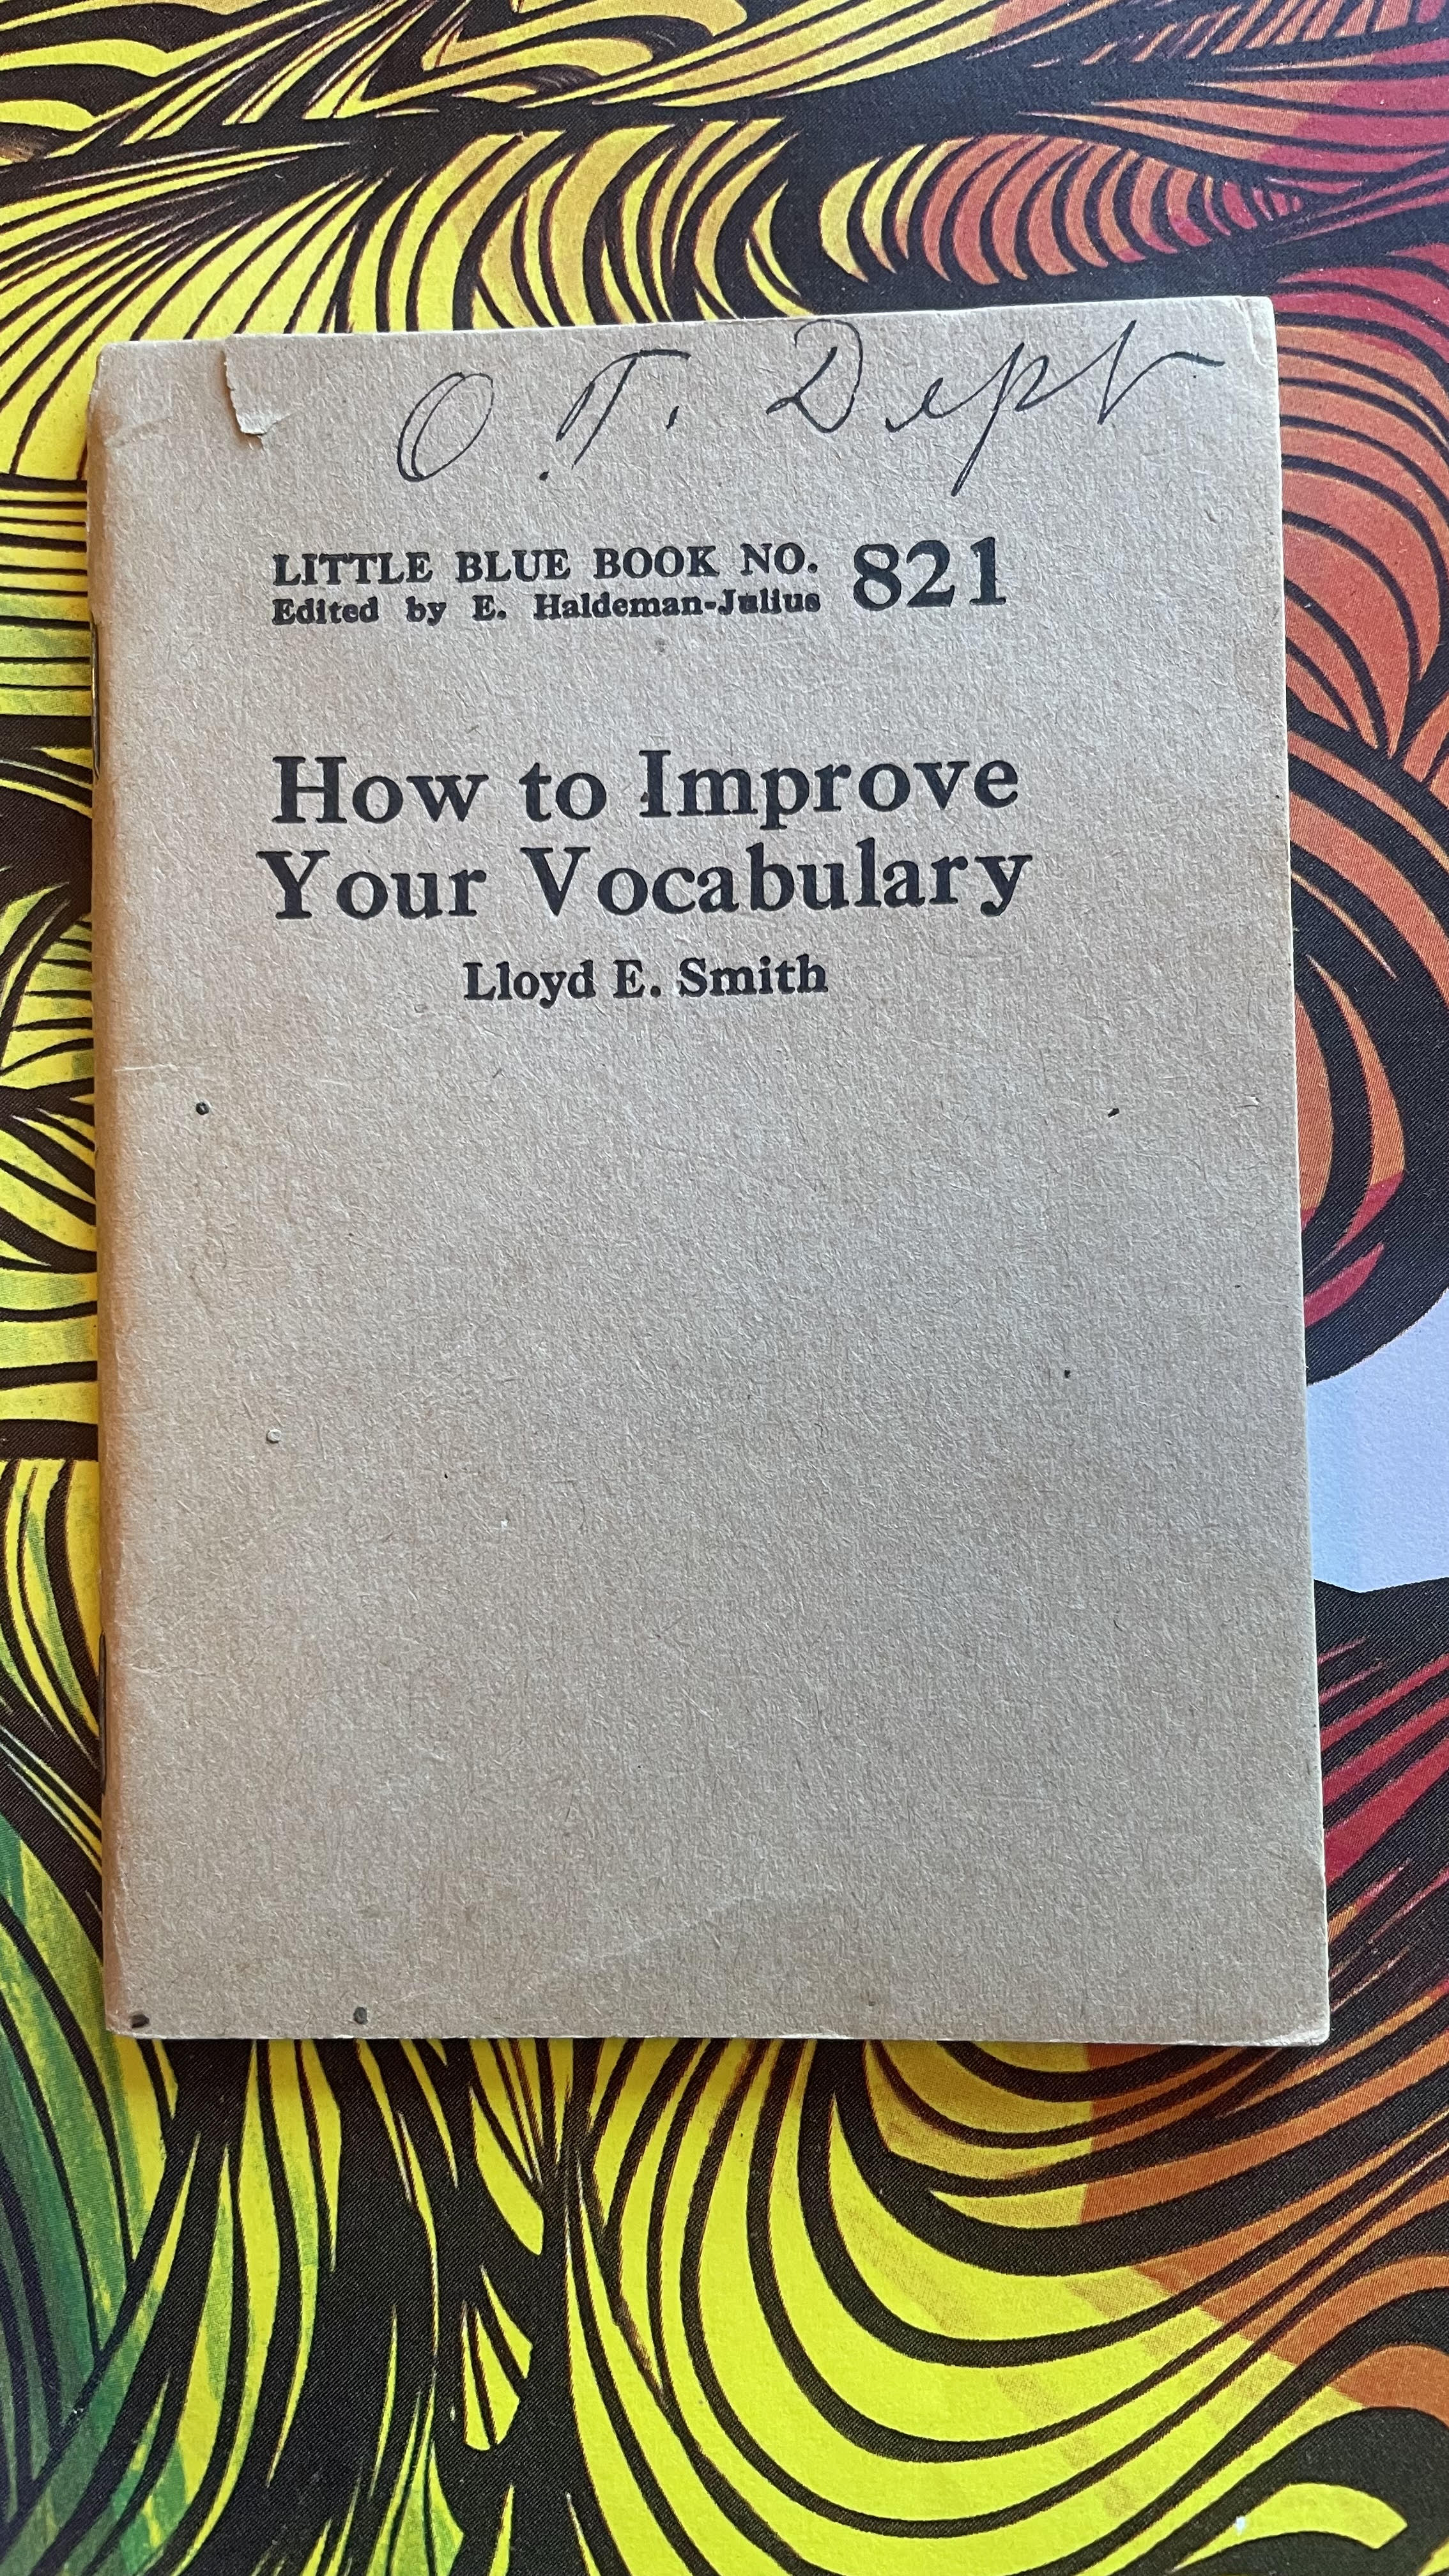 O.T. Dept
LITTLE BLUE BOOK NO. 821
Edited by E. Haldeman-Julius
How to Improve
Your Vocabulary
Lloyd E. Smith